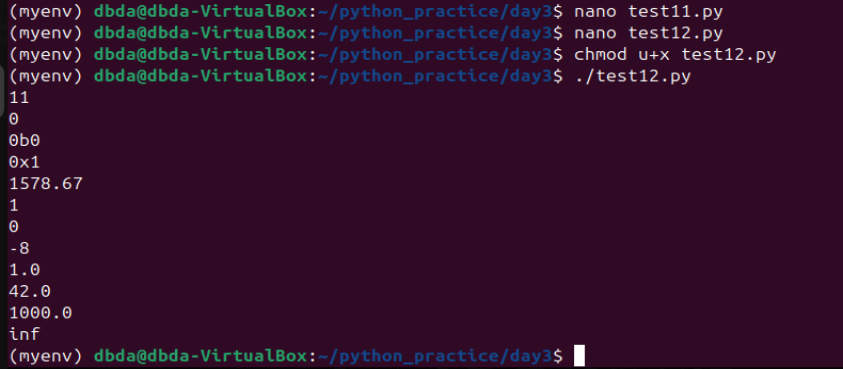 (myenv) dbda@dbda-VirtualBox:~/python_practice/day3$ nano test11.py
(myenv) dbda@dbda-VirtualBox:~/python_practice/day3$ nano test12.py
(myenv) dbda@dbda-VirtualBox:~/python_practice/day3$ chmod u+x test12.py
(myenv) dbda@dbda-VirtualBox:~/python_practice/day3$ ./test12.py
11
0
0b0
0x1
1578.67
1
0
-8
1.0
42.0
1000.0
inf
(myenv) dbda@dbda-VirtualBox:~/python_practice/day3$